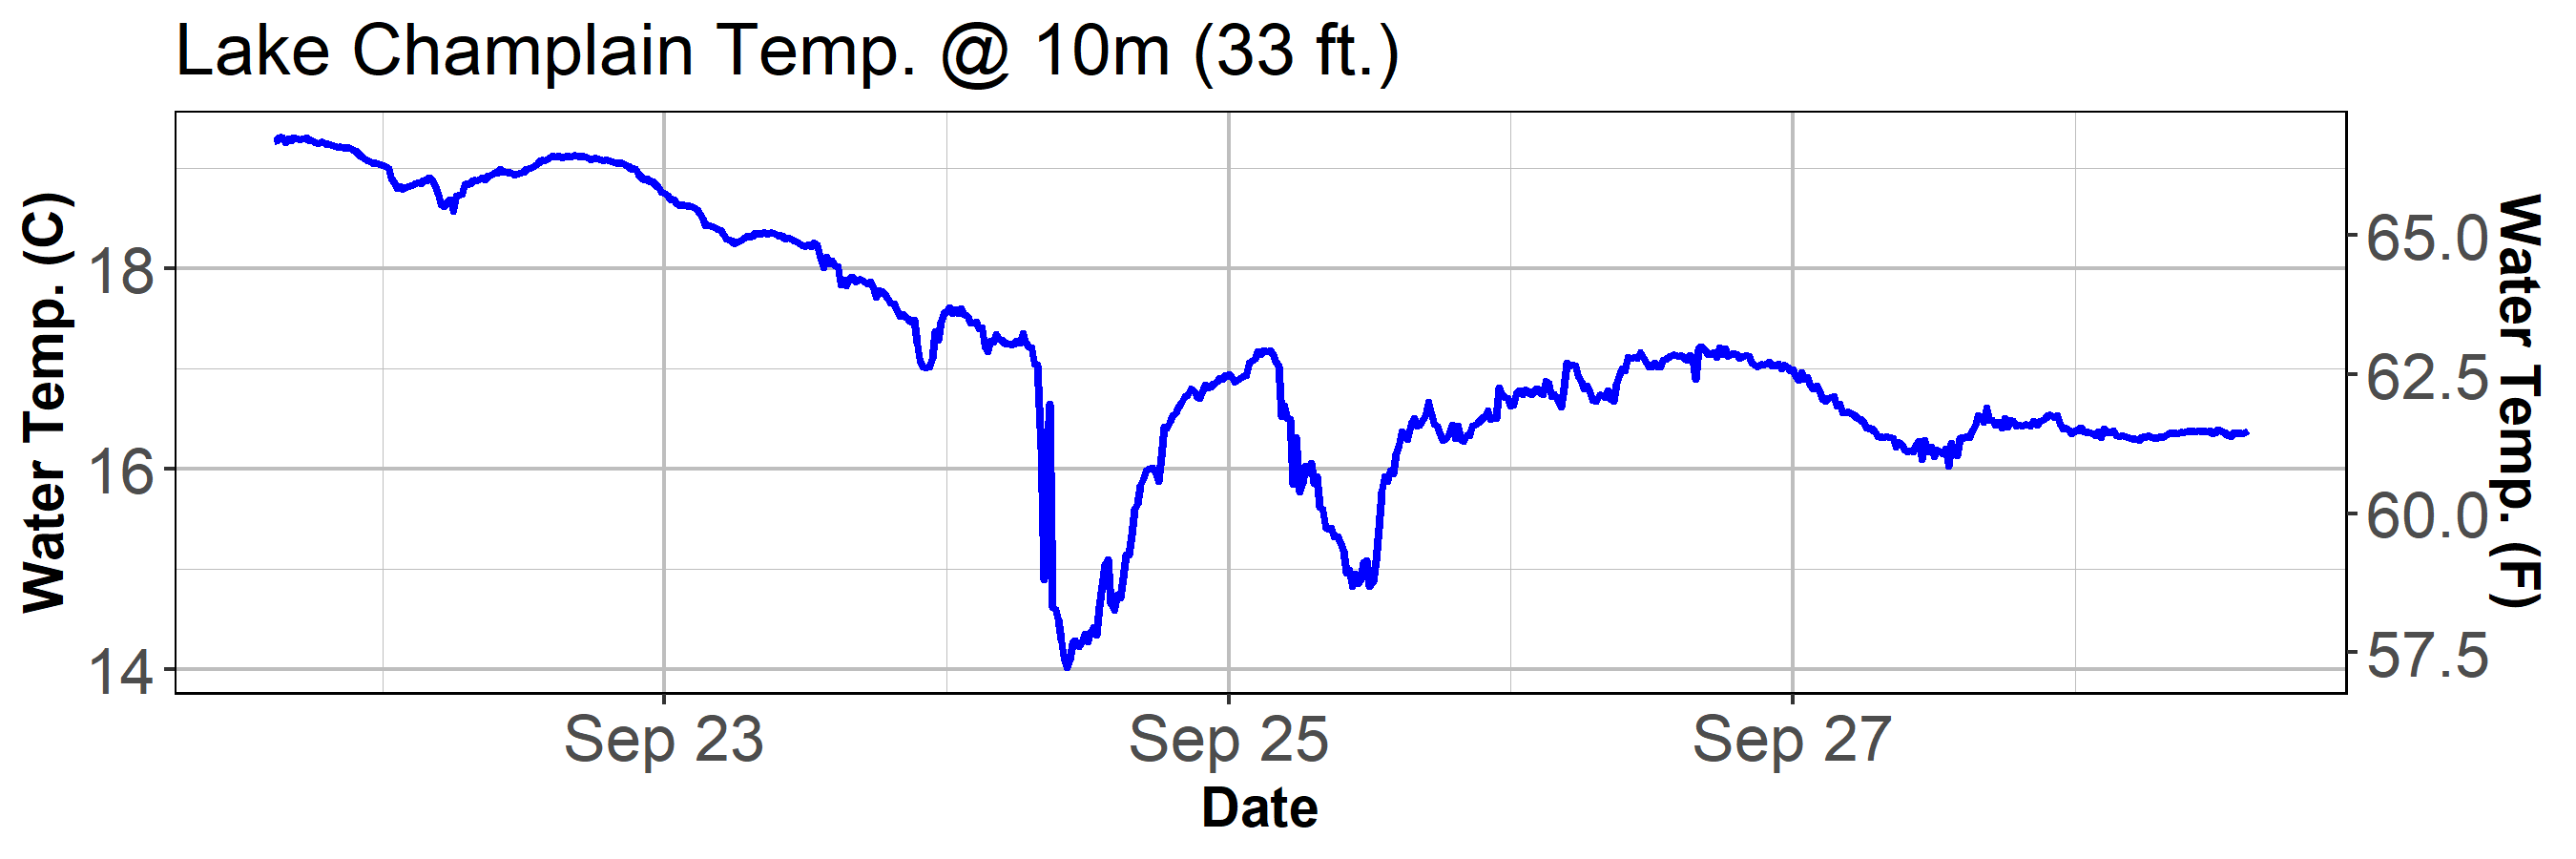 Lake Champlain Temp. @ 10m (33 ft.)
Water Temp. (C)
18
16
14
65.0
62.5
60.0
57.5
Water Temp. (F)
Sep 23
Sep 25
Sep 27
Date